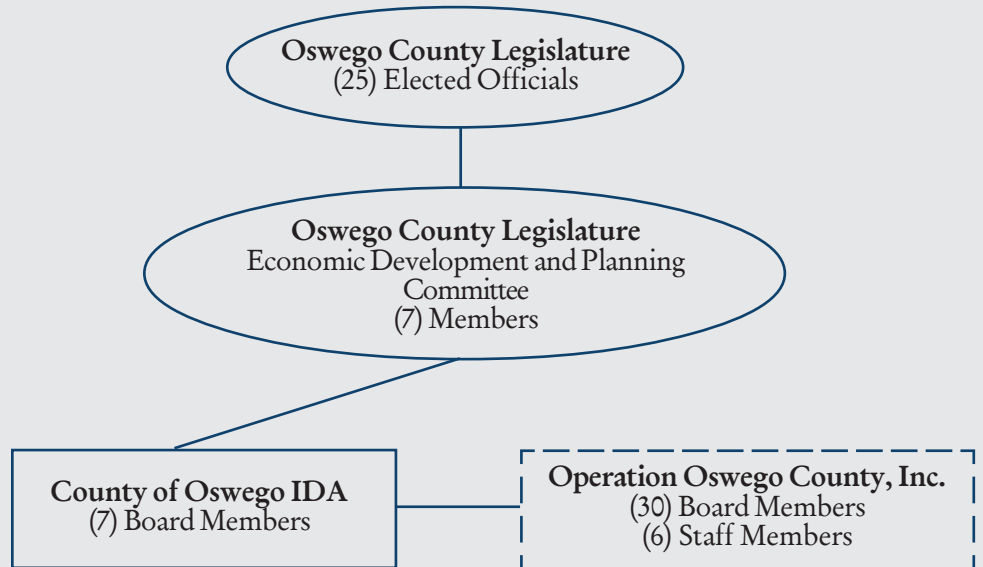 Oswego County Legislature
(25) Elected Officials
Oswego County Legislature
Economic Development and Planning
Committee
(7) Members
County of Oswego IDA
(7) Board Members
Operation Oswego County, Inc.
(30) Board Members
(6) Staff Members